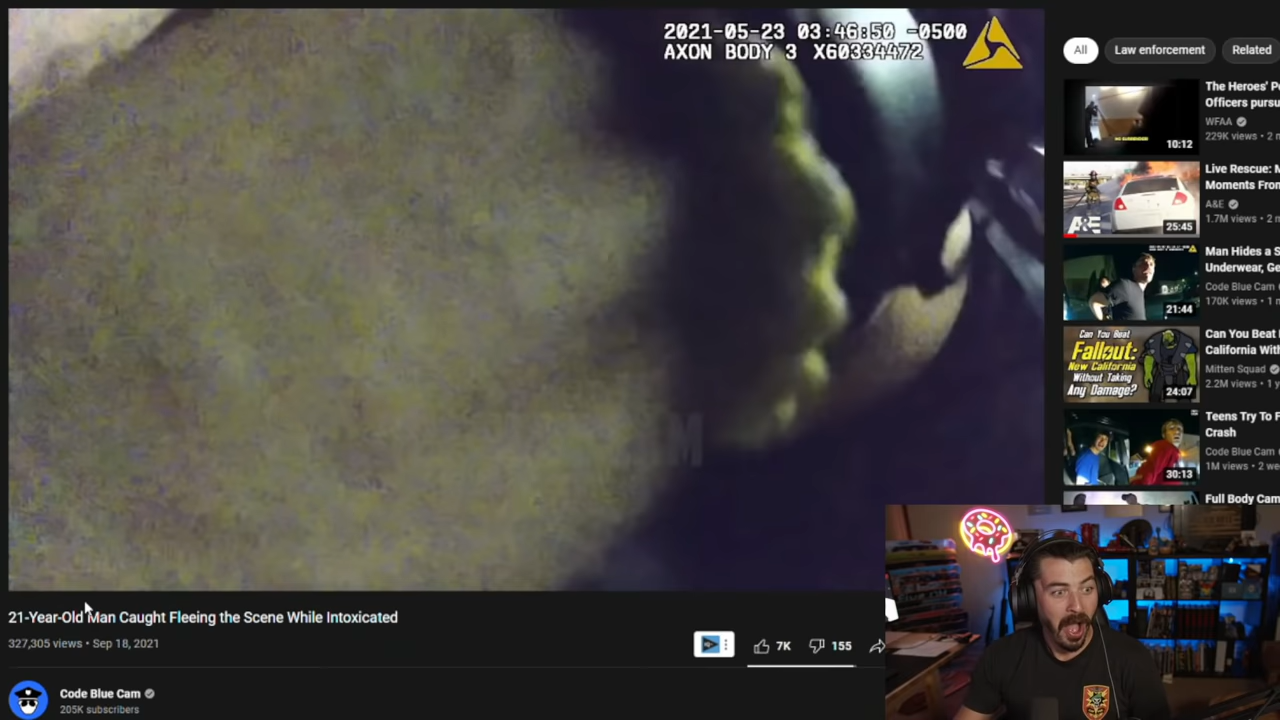 2021-05-23 03:46:50 -0500
AXON BODY 3 X60334472
All
Law enforcement
Related
The Heroes'
Officers pursu
WFAA
229K views • 2
10:12
Live Rescue:
Moments From
A&E
1.7M views • 2
A&E
25:45
Man Hides a
Underwear,
Code Blue Cam
170K views • 1
21:44
Can You Beat
Fallout:
New California
Without Taking
Any Damage?
24:07
Can You Beat
California With
Mitten Squad
2.2M views • 1
Teens Try To
Crash
Code Blue Cam
1M views • 2
30:13
Full Body Cam
21-Year-Old Man Caught Fleeing the Scene While Intoxicated
327,305 views • Sep 18, 2021
7K
155
Code Blue Cam
205K subscribers